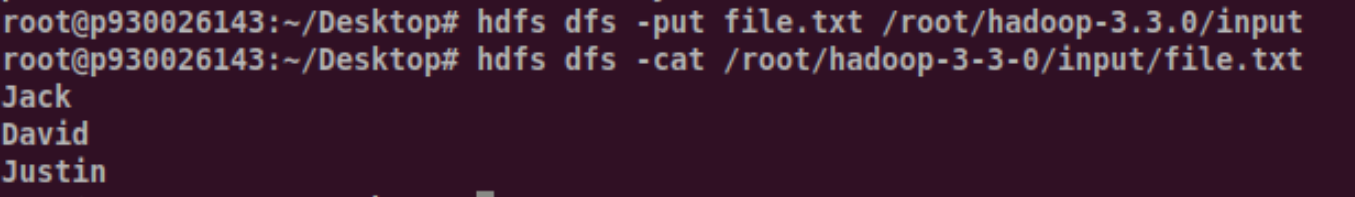 root@p930026143:~/Desktop# hdfs dfs -put file.txt /root/hadoop-3.3.0/input
root@p930026143:~/Desktop# hdfs dfs -cat /root/hadoop-3-3-0/input/file.txt
Jack
David
Justin